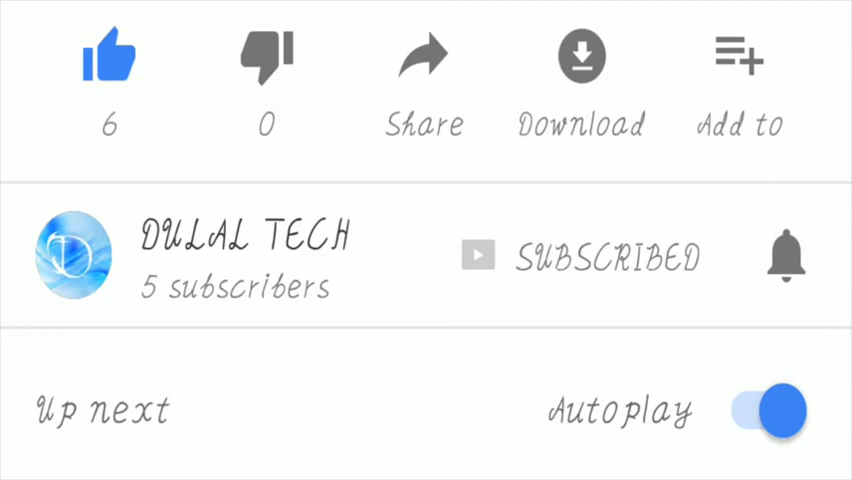 6 0 Share Download Add to
DULAL TECH SUBSCRIBED
5 subscribers
Up next Autoplay